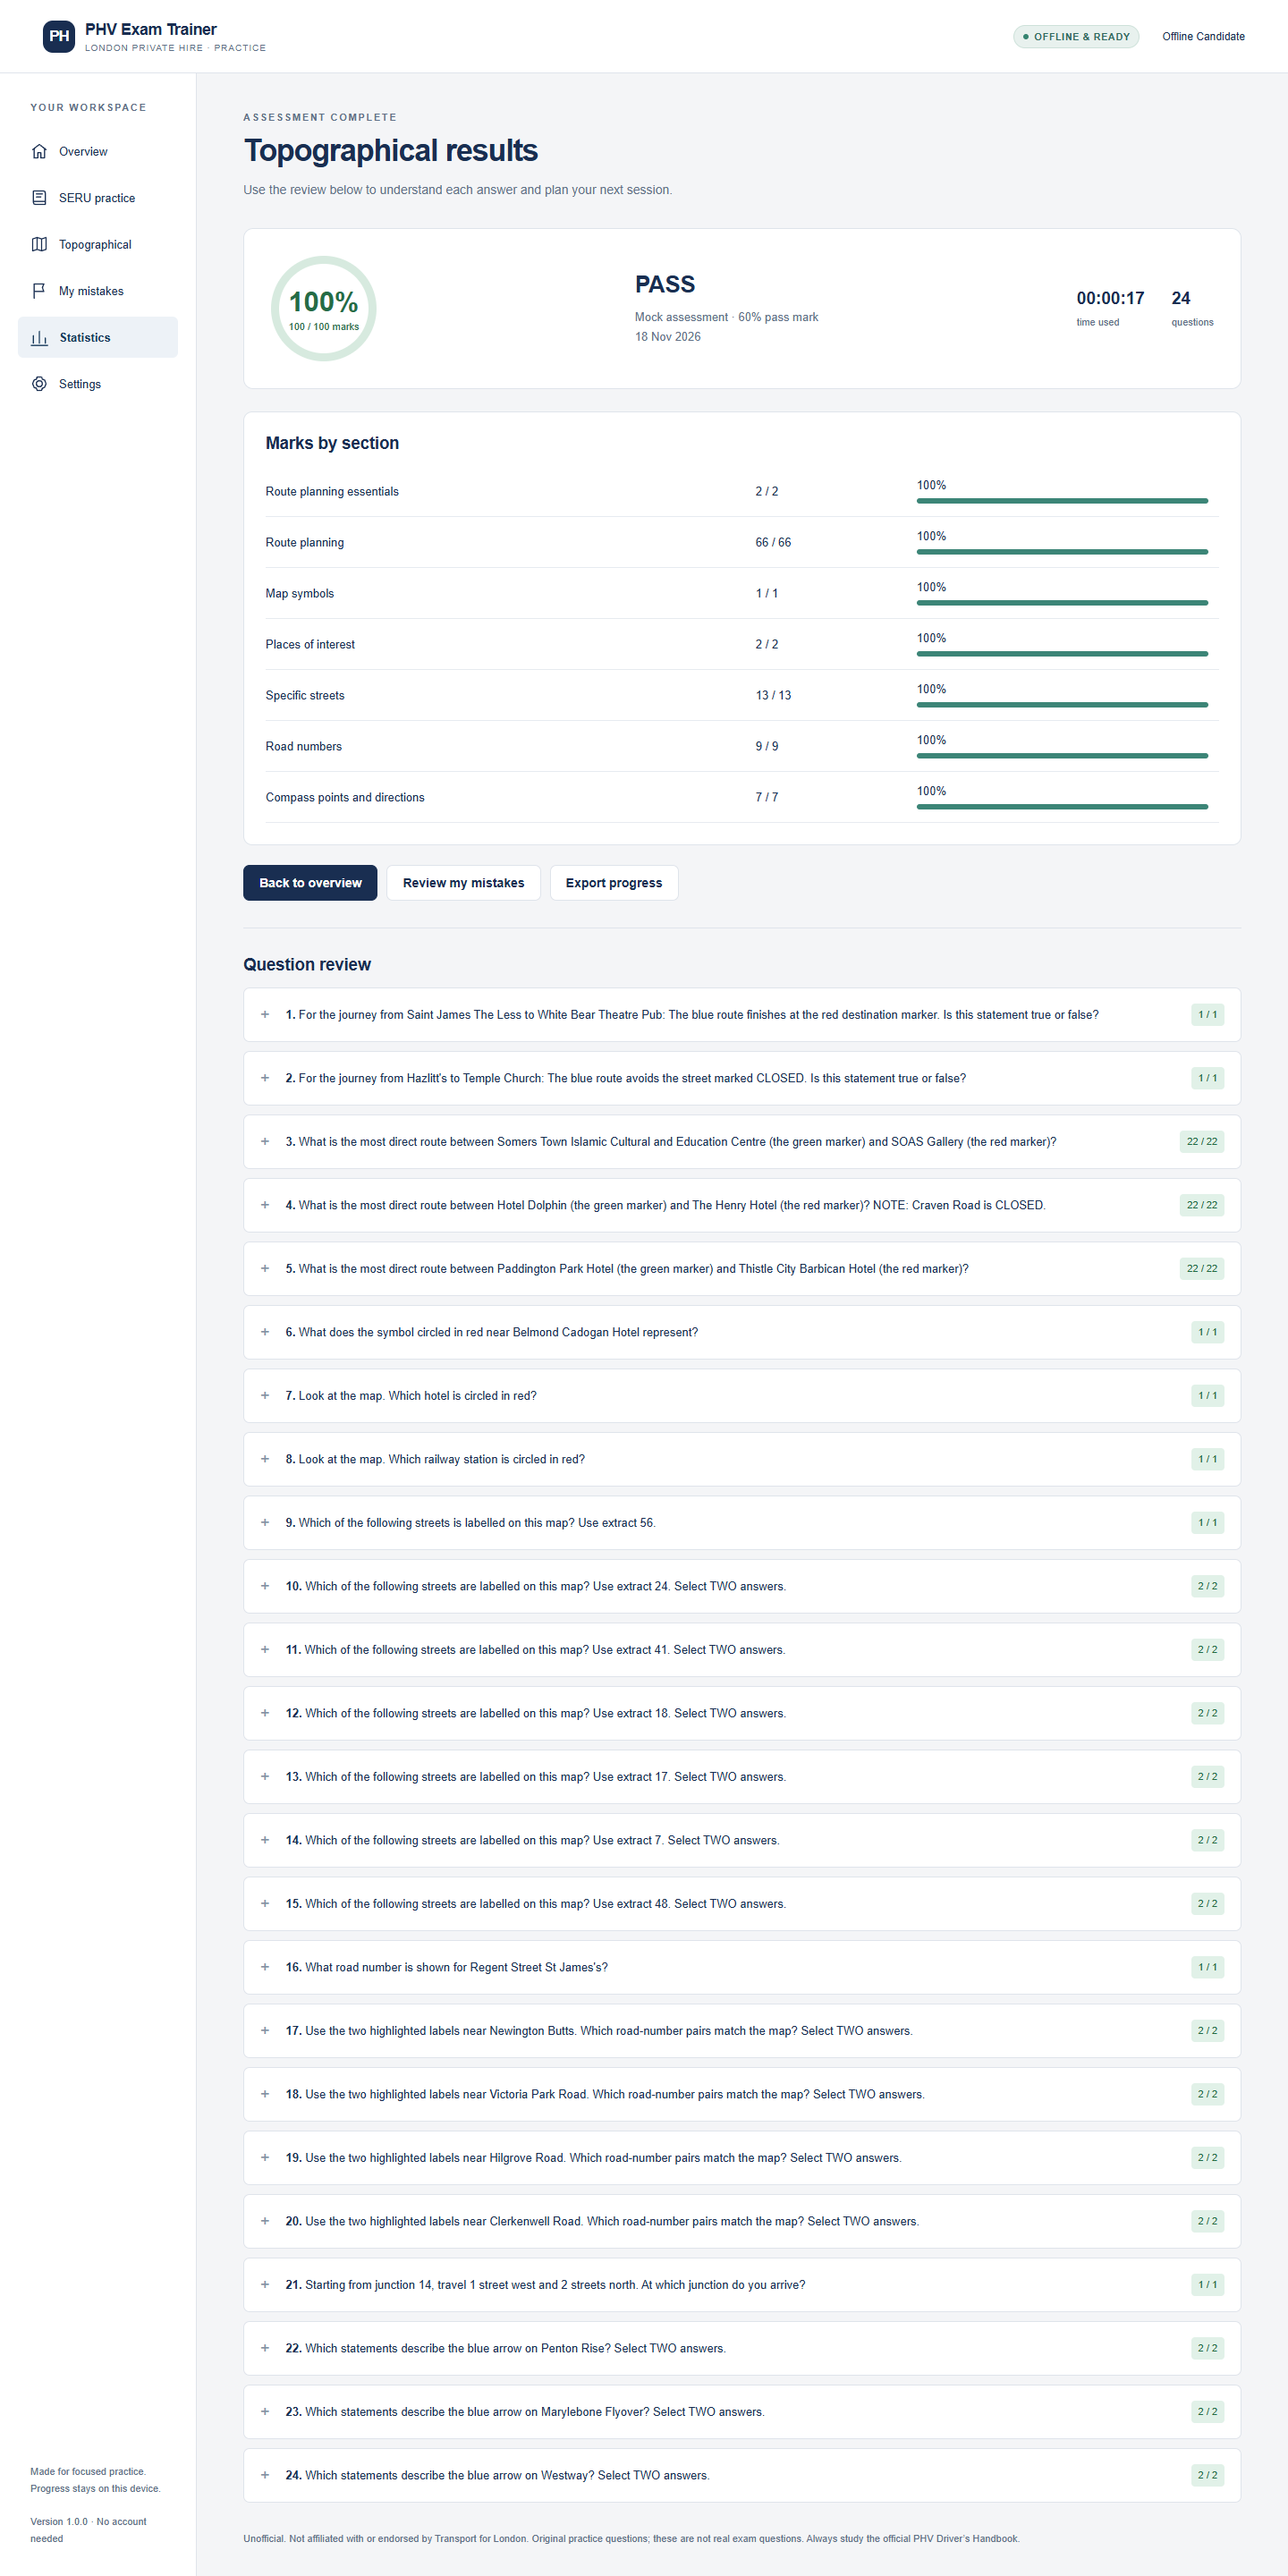 PH
PHV Exam Trainer
LONDON PRIVATE HIRE · PRACTICE
OFFLINE & READY
Offline Candidate
YOUR WORKSPACE
Overview
SERU practice
Topographical
My mistakes
Statistics
Settings
ASSESSMENT COMPLETE
Topographical results
Use the review below to understand each answer and plan your next session.
100%
100 / 100 marks
PASS
Mock assessment · 60% pass mark
18 Nov 2026
00:00:17
time used
24
questions
Marks by section
Route planning essentials 2 / 2 100%
Route planning 66 / 66 100%
Map symbols 1 / 1 100%
Places of interest 2 / 2 100%
Specific streets 13 / 13 100%
Road numbers 9 / 9 100%
Compass points and directions 7 / 7 100%
Back to overview
Review my mistakes
Export progress
Question review
+ 1. For the journey from Saint James The Less to White Bear Theatre Pub: The blue route finishes at the red destination marker. Is this statement true or false? 1 / 1
+ 2. For the journey from Hazlitt's to Temple Church: The blue route avoids the street marked CLOSED. Is this statement true or false? 1 / 1
+ 3. What is the most direct route between Somers Town Islamic Cultural and Education Centre (the green marker) and SOAS Gallery (the red marker)? 22 / 22
+ 4. What is the most direct route between Hotel Dolphin (the green marker) and The Henry Hotel (the red marker)? NOTE: Craven Road is CLOSED. 22 / 22
+ 5. What is the most direct route between Paddington Park Hotel (the green marker) and Thistle City Barbican Hotel (the red marker)? 22 / 22
+ 6. What does the symbol circled in red near Belmond Cadogan Hotel represent? 1 / 1
+ 7. Look at the map. Which hotel is circled in red? 1 / 1
+ 8. Look at the map. Which railway station is circled in red? 1 / 1
+ 9. Which of the following streets is labelled on this map? Use extract 56. 1 / 1
+ 10. Which of the following streets are labelled on this map? Use extract 24. Select TWO answers. 2 / 2
+ 11. Which of the following streets are labelled on this map? Use extract 41. Select TWO answers. 2 / 2
+ 12. Which of the following streets are labelled on this map? Use extract 18. Select TWO answers. 2 / 2
+ 13. Which of the following streets are labelled on this map? Use extract 17. Select TWO answers. 2 / 2
+ 14. Which of the following streets are labelled on this map? Use extract 7. Select TWO answers. 2 / 2
+ 15. Which of the following streets are labelled on this map? Use extract 48. Select TWO answers. 2 / 2
+ 16. What road number is shown for Regent Street St James's? 1 / 1
+ 17. Use the two highlighted labels near Newington Butts. Which road-number pairs match the map? Select TWO answers. 2 / 2
+ 18. Use the two highlighted labels near Victoria Park Road. Which road-number pairs match the map? Select TWO answers. 2 / 2
+ 19. Use the two highlighted labels near Hilgrove Road. Which road-number pairs match the map? Select TWO answers. 2 / 2
+ 20. Use the two highlighted labels near Clerkenwell Road. Which road-number pairs match the map? Select TWO answers. 2 / 2
+ 21. Starting from junction 14, travel 1 street west and 2 streets north. At which junction do you arrive? 1 / 1
+ 22. Which statements describe the blue arrow on Penton Rise? Select TWO answers. 2 / 2
+ 23. Which statements describe the blue arrow on Marylebone Flyover? Select TWO answers. 2 / 2
+ 24. Which statements describe the blue arrow on Westway? Select TWO answers. 2 / 2
Made for focused practice.
Progress stays on this device.
Version 1.0.0 · No account
needed
Unofficial. Not affiliated with or endorsed by Transport for London. Original practice questions; these are not real exam questions. Always study the official PHV Driver's Handbook.